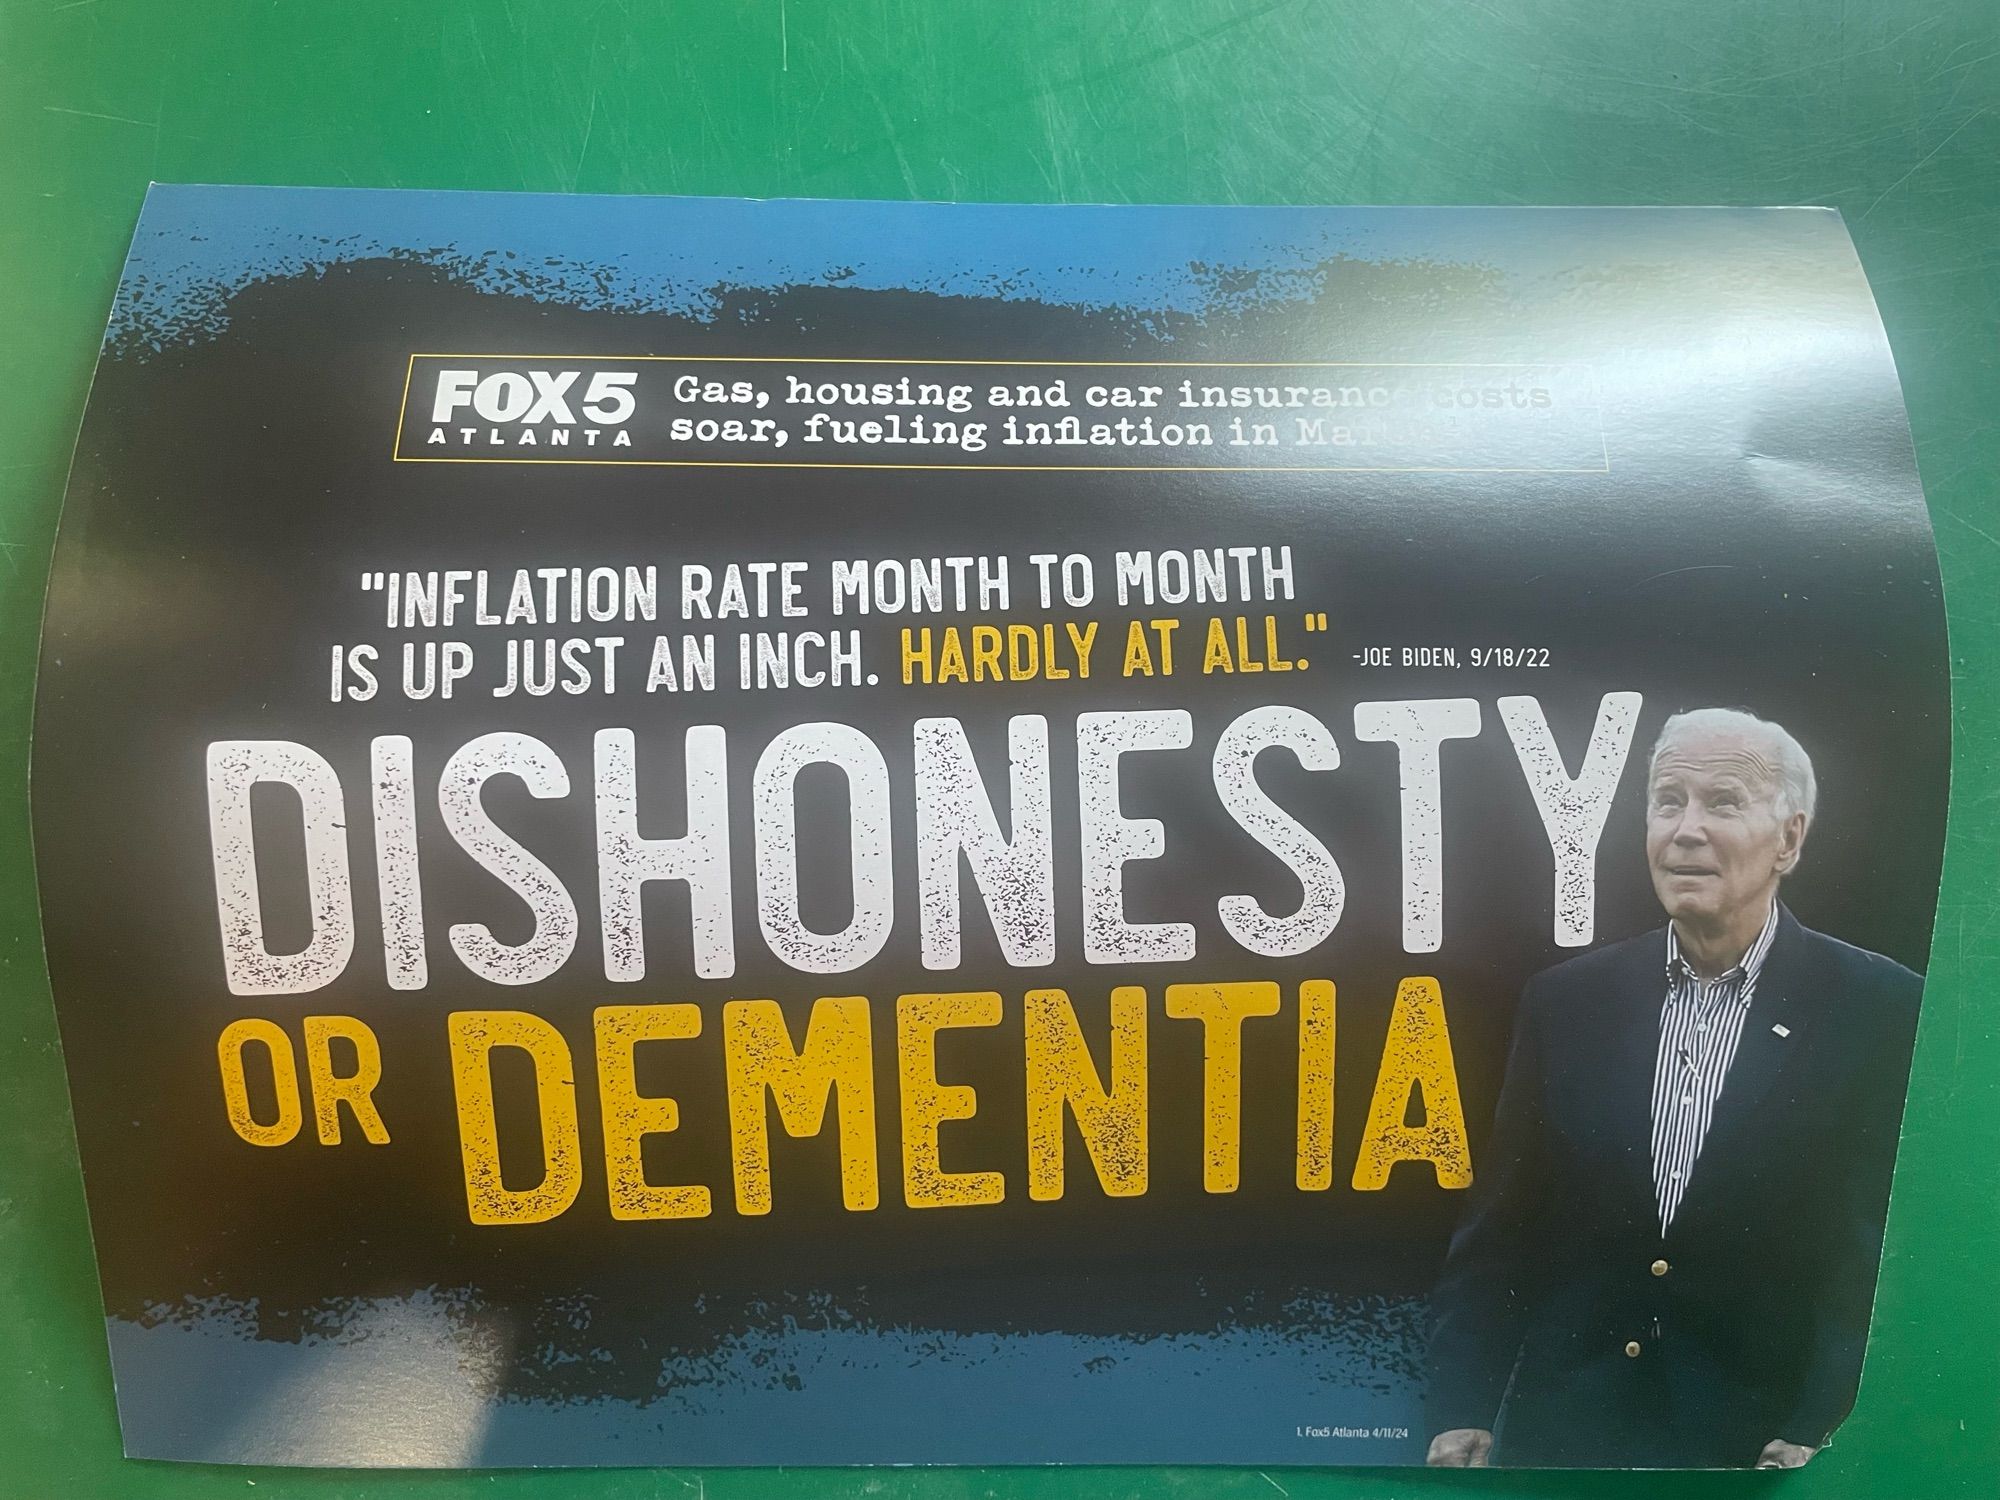 FOX 5
ATLANTA
Gas, housing and car insurance costs
soar, fueling inflation in
"INFLATION RATE MONTH TO MONTH
IS UP JUST AN INCH. HARDLY AT ALL."
-JOE BIDEN, 9/18/22
DISHONESTY
OR DEMENTIA
1. Fox5 Atlanta 4/11/24